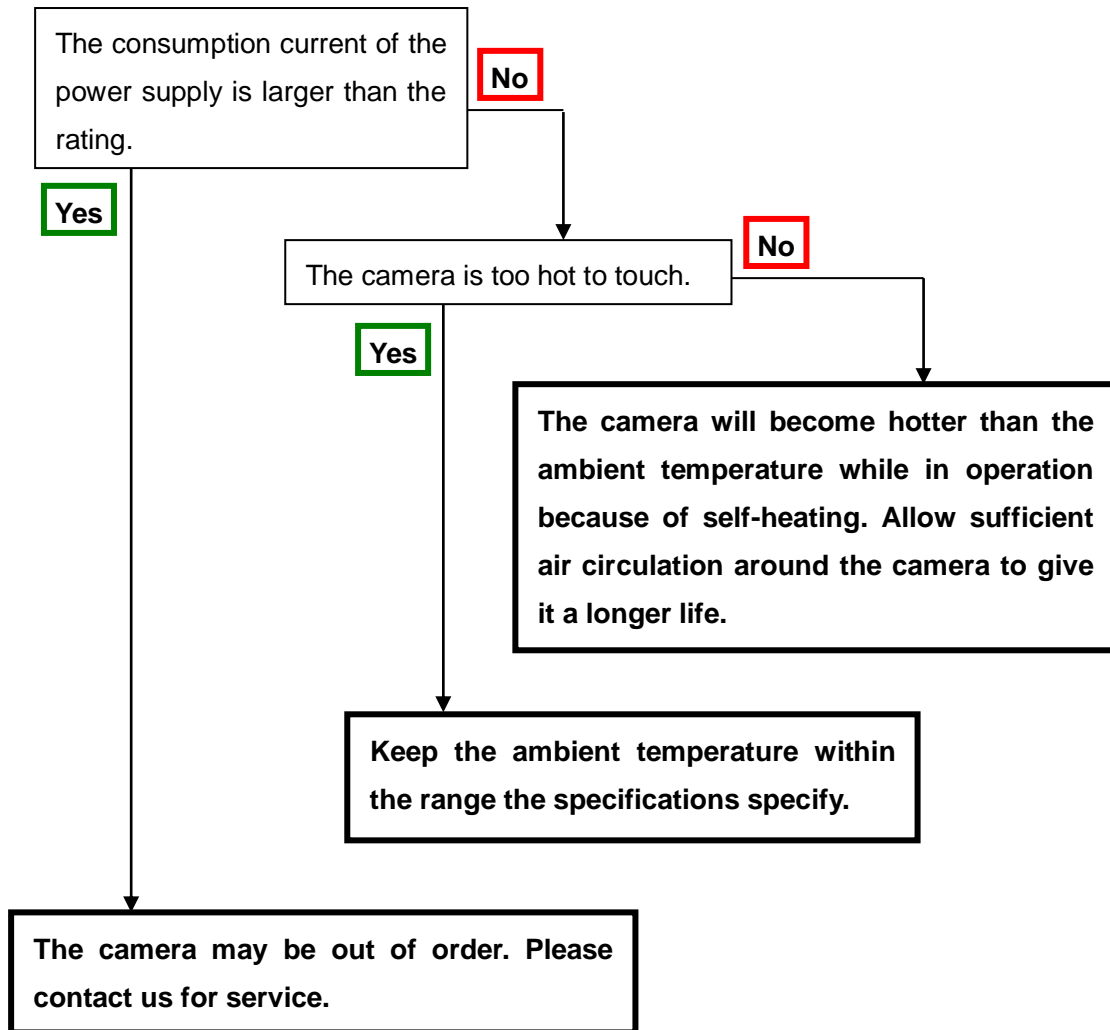 The consumption current of the
power supply is larger than the
rating.
No
Yes
The camera is too hot to touch.
No
Yes
The camera will become hotter than the
ambient temperature while in operation
because of self-heating. Allow sufficient
air circulation around the camera to give
it a longer life.
Keep the ambient temperature within
the range the specifications specify.
The camera may be out of order. Please
contact us for service.